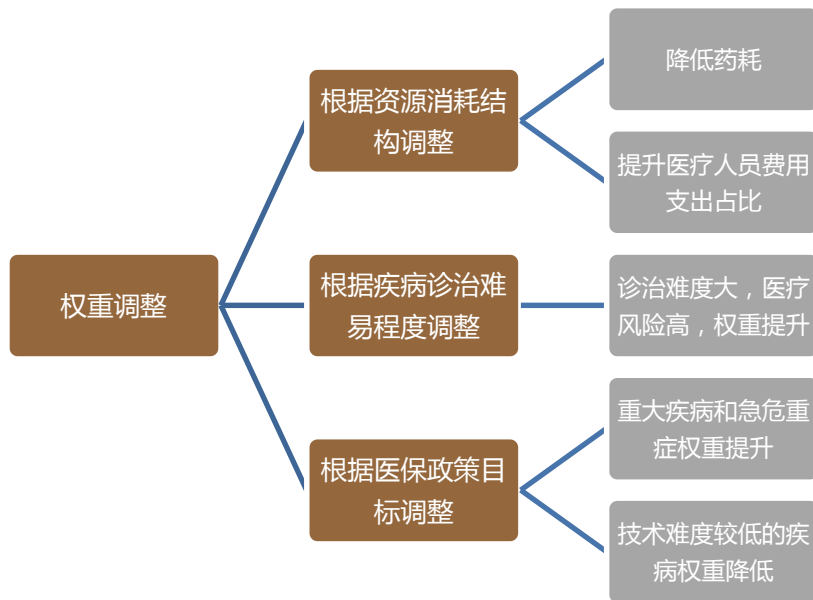 权重调整
根据资源消耗结
构调整
降低药耗
提升医疗人员费用
支出占比
根据疾病诊治难
易程度调整
诊治难度大，医疗
风险高，权重提升
根据医保政策目
标调整
重大疾病和急危重
症权重提升
技术难度较低的疾
病权重降低